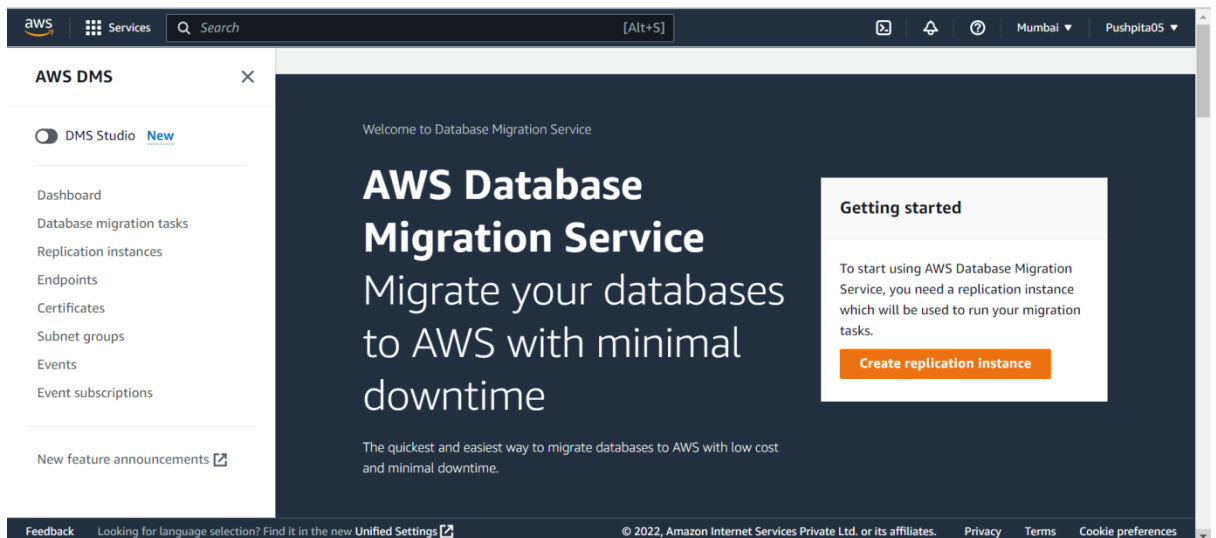 aws
Services
Search
[Alt+S]
Mumbai
Pushpita05
AWS DMS
DMS Studio New
Dashboard
Database migration tasks
Replication instances
Endpoints
Certificates
Subnet groups
Events
Event subscriptions
New feature announcements
Welcome to Database Migration Service
AWS Database
Migration Service
Migrate your databases
to AWS with minimal
downtime
The quickest and easiest way to migrate databases to AWS with low cost
and minimal downtime.
Getting started
To start using AWS Database Migration
Service, you need a replication instance
which will be used to run your migration
tasks.
Create replication instance
Feedback
Looking for language selection? Find it in the new Unified Settings
© 2022, Amazon Internet Services Private Ltd. or its affiliates.
Privacy
Terms
Cookie preferences